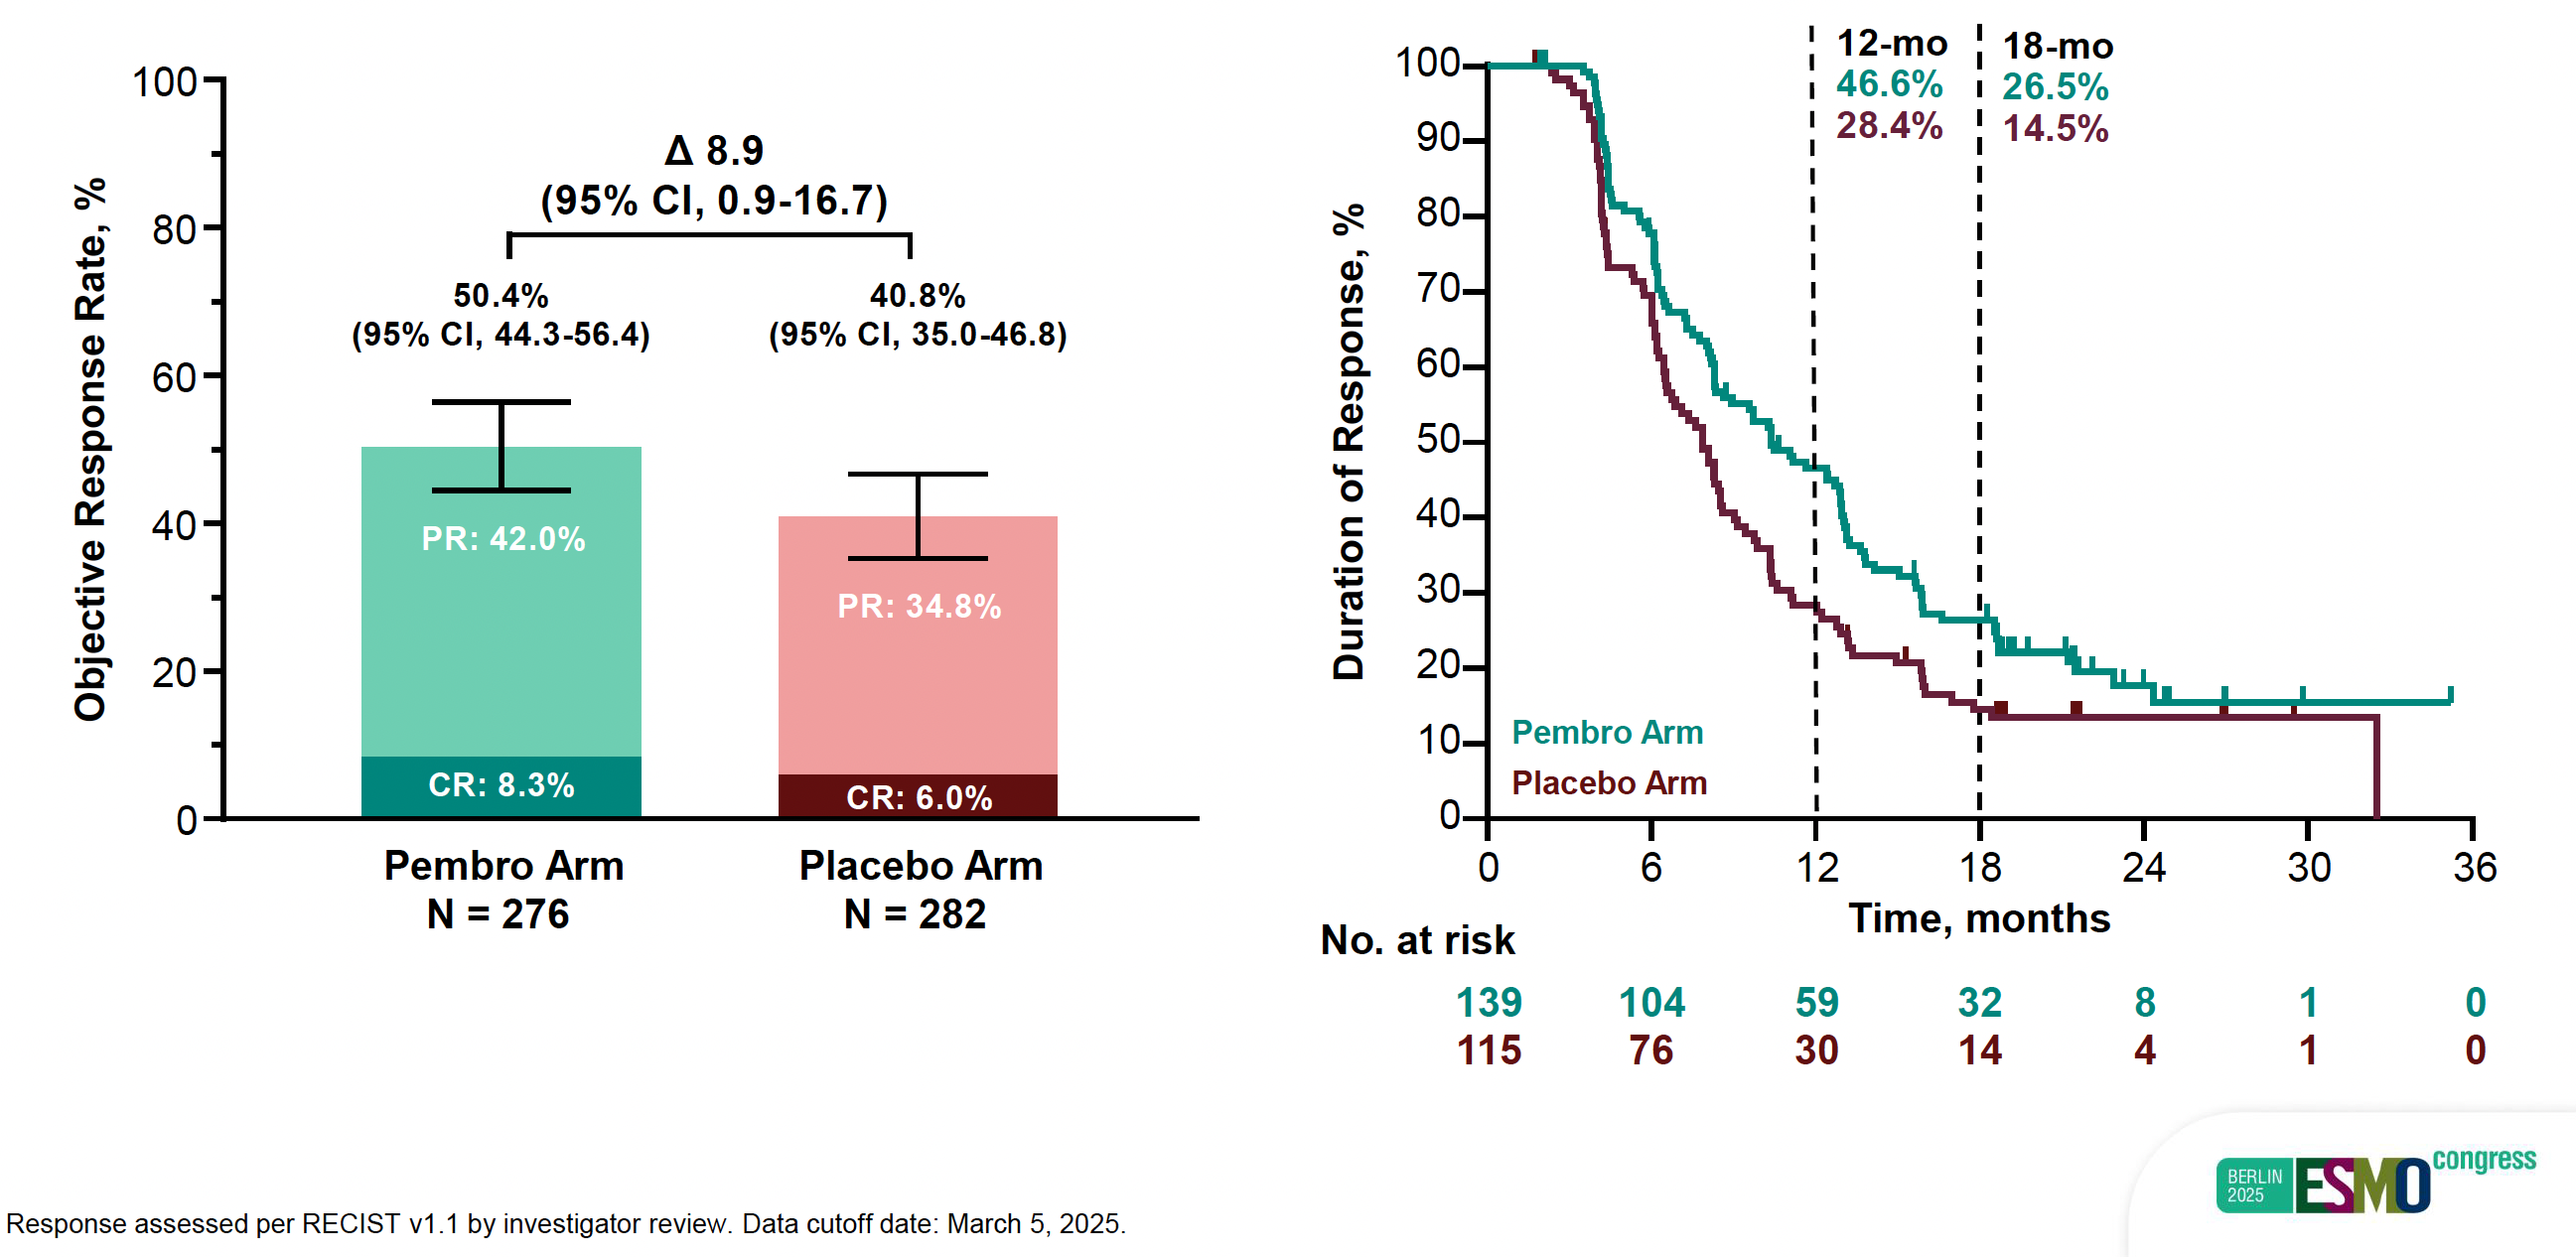 Objective Response Rate, %
100
80
60
40
20
0
Δ 8.9
(95% CI, 0.9-16.7)
50.4%
(95% CI, 44.3-56.4)
40.8%
(95% CI, 35.0-46.8)
PR: 42.0%
CR: 8.3%
PR: 34.8%
CR: 6.0%
Pembro Arm
N = 276
Placebo Arm
N = 282
Duration of Response, %
100
90
80
70
60
50
40
30
20
10
0
12-mo
46.6%
28.4%
18-mo
26.5%
14.5%
Pembro Arm
Placebo Arm
0 6 12 18 24 30 36
Time, months
No. at risk
139 104 59 32 8 1 0
115 76 30 14 4 1 0
Response assessed per RECIST v1.1 by investigator review. Data cutoff date: March 5, 2025.
BERLIN
2025
ESMO congress